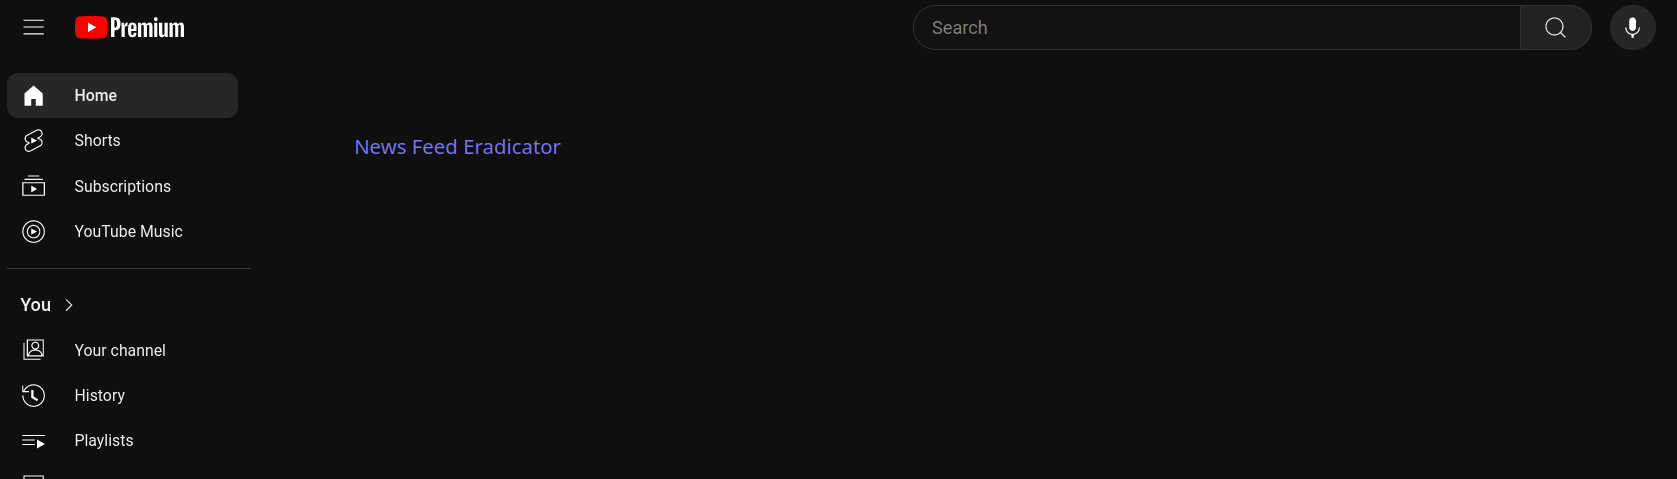 Premium
Search
Home
Shorts
News Feed Eradicator
Subscriptions
YouTube Music
You
Your channel
History
Playlists